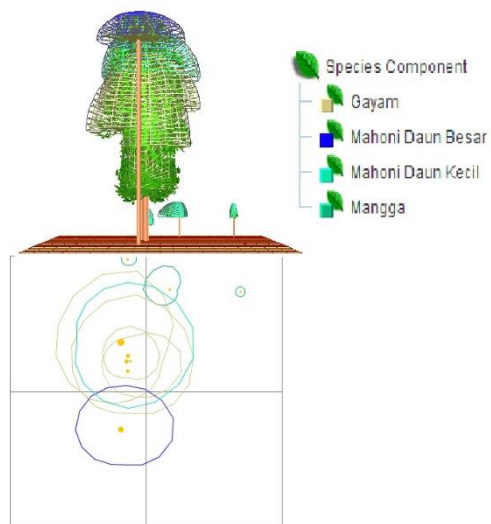 Species Component
Gayam
Mahoni Daun Besar
Mahoni Daun Kecil
Mangga